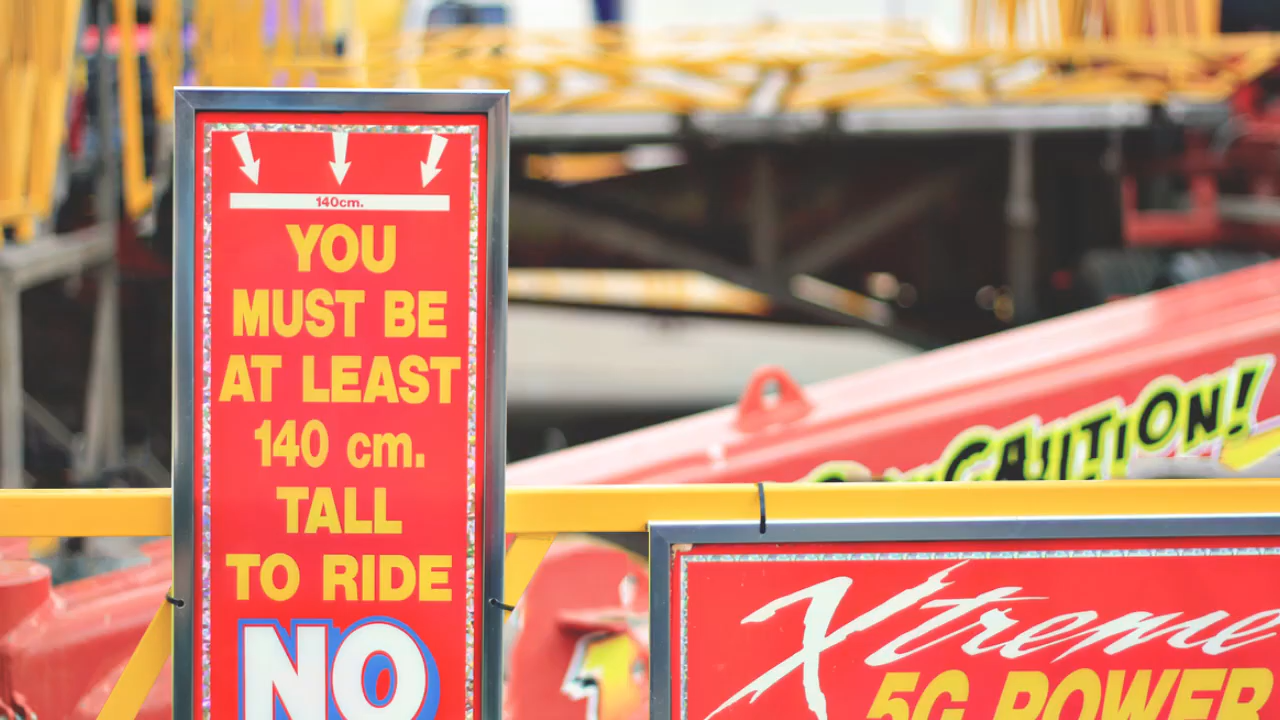 140cm.
YOU
MUST BE
AT LEAST
140 cm.
TALL
TO RIDE
NO
CAUTION!
Xtreme
5G POWER